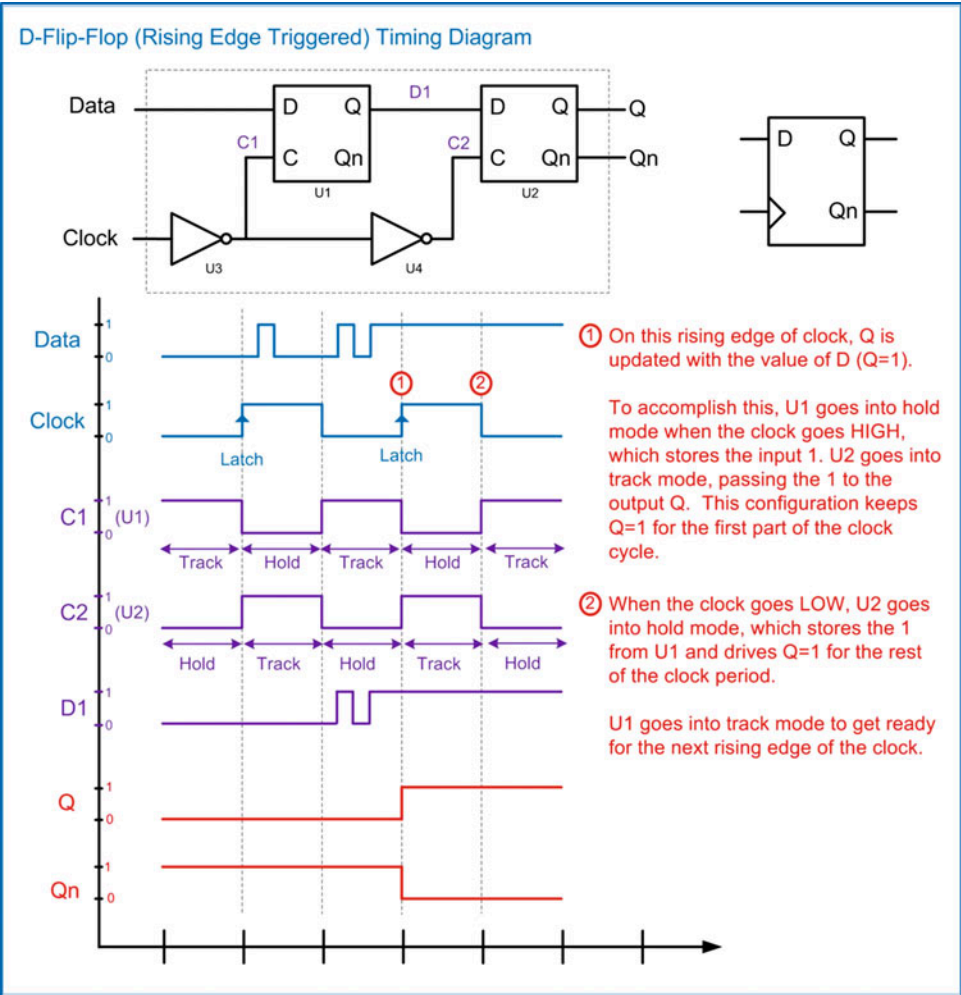 D-Flip-Flop (Rising Edge Triggered) Timing Diagram
Data
D Q
C Qn
U1
D1
C1
D Q
C Qn
U2
C2
Q
Qn
Clock
U3
U4
D Q
Qn
Data
1
0
Clock
1
0
Latch
Latch
1
2
C1 (U1)
1
0
Track Hold Track Hold Track
C2 (U2)
1
0
Hold Track Hold Track Hold
D1
1
0
Q
1
0
Qn
1
0
1 On this rising edge of clock, Q is
updated with the value of D (Q=1).
To accomplish this, U1 goes into hold
mode when the clock goes HIGH,
which stores the input 1. U2 goes into
track mode, passing the 1 to the
output Q. This configuration keeps
Q=1 for the first part of the clock
cycle.
2 When the clock goes LOW, U2 goes
into hold mode, which stores the 1
from U1 and drives Q=1 for the rest
of the clock period.
U1 goes into track mode to get ready
for the next rising edge of the clock.